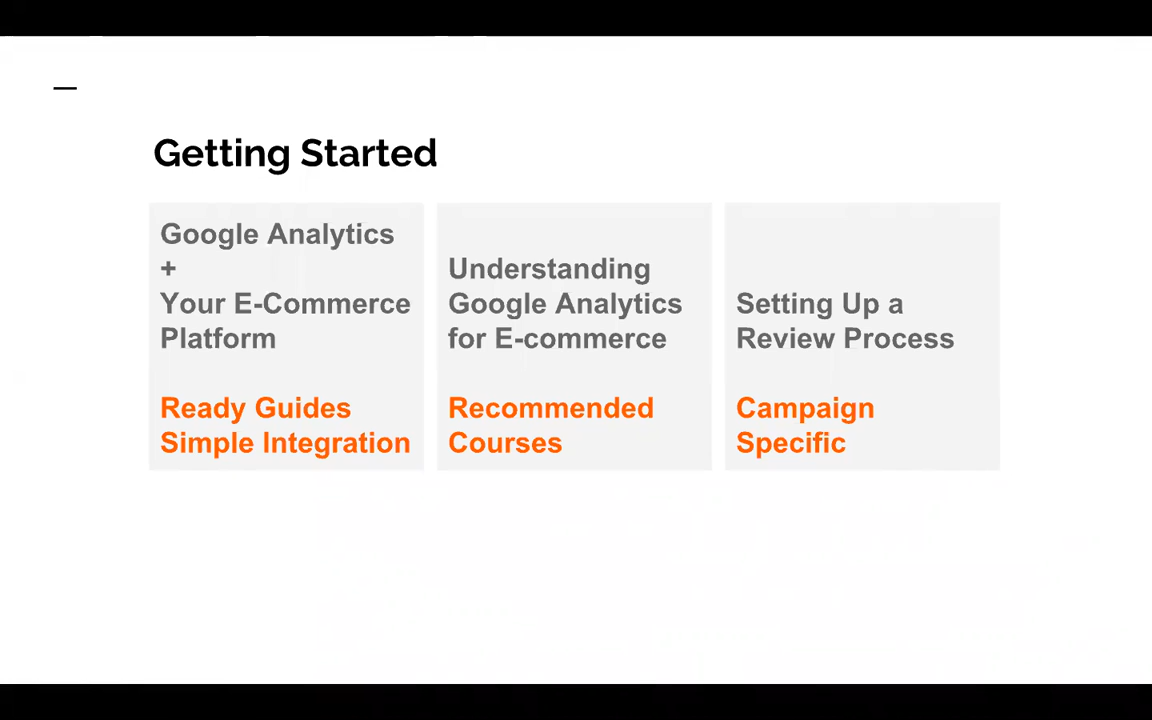 Getting Started
Google Analytics
+
Your E-Commerce
Platform
Ready Guides
Simple Integration
Understanding
Google Analytics
for E-commerce
Recommended
Courses
Setting Up a
Review Process
Campaign
Specific